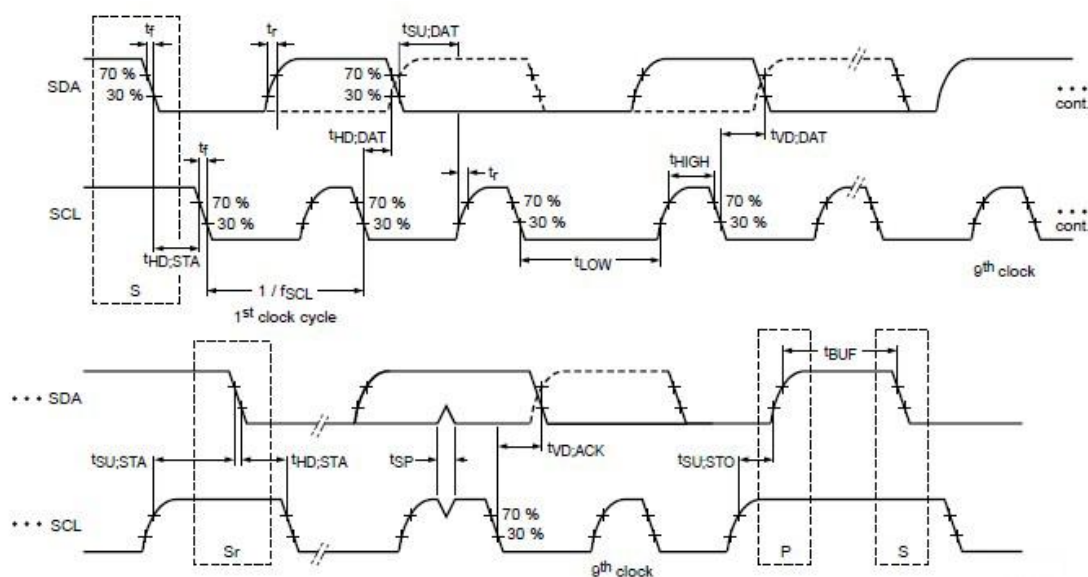 tf
tr
tSU;DAT
SDA
70 %
30 %
cont.
tHD;DAT
tVD;DAT
tf
tr
tHIGH
SCL
70 %
30 %
70 %
30 %
70 %
30 %
70 %
30 %
cont.
tHD;STA
tLOW
9th clock
S
1 / fSCL
1st clock cycle
tBUF
••• SDA
tSU;STA
tHD;STA
tSP
tVD;ACK
tSU;STO
••• SCL
70 %
30 %
Sr
9th clock
P
S